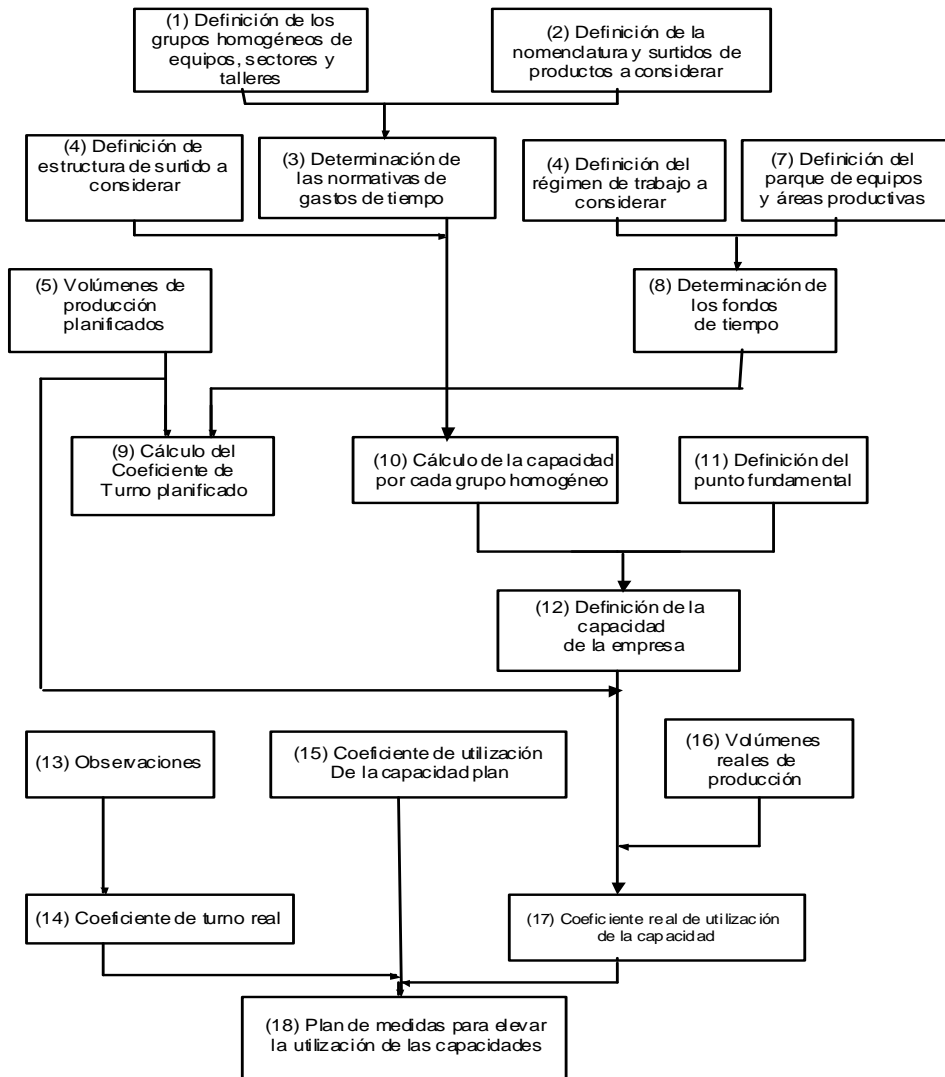 (1) Definición de los
grupos homogéneos de
equipos, sectores y
talleres
(2) Definición de la
nomenclatura y surtidos de
productos a considerar
(4) Definición de
estructura de surtido a
considerar
(3) Determinación de
las normativas de
gastos de tiempo
(4) Definición del
régimen de trabajo a
considerar
(7) Definición del
parque de equipos
y áreas productivas
(5) Volúmenes de
producción
planificados
(8) Determinación de
los fondos
de tiempo
(9) Cálculo del
Coeficiente de
Turno planificado
(10) Cálculo de la capacidad
por cada grupo homogéneo
(11) Definición del
punto fundamental
(12) Definición de la
capacidad
de la empresa
(13) Observaciones
(15) Coeficiente de utilización
De la capacidad plan
(16) Volúmenes
reales de
producción
(14) Coeficiente de turno real
(17) Coeficiente real de utilización
de la capacidad
(18) Plan de medidas para elevar
la utilización de las capacidades